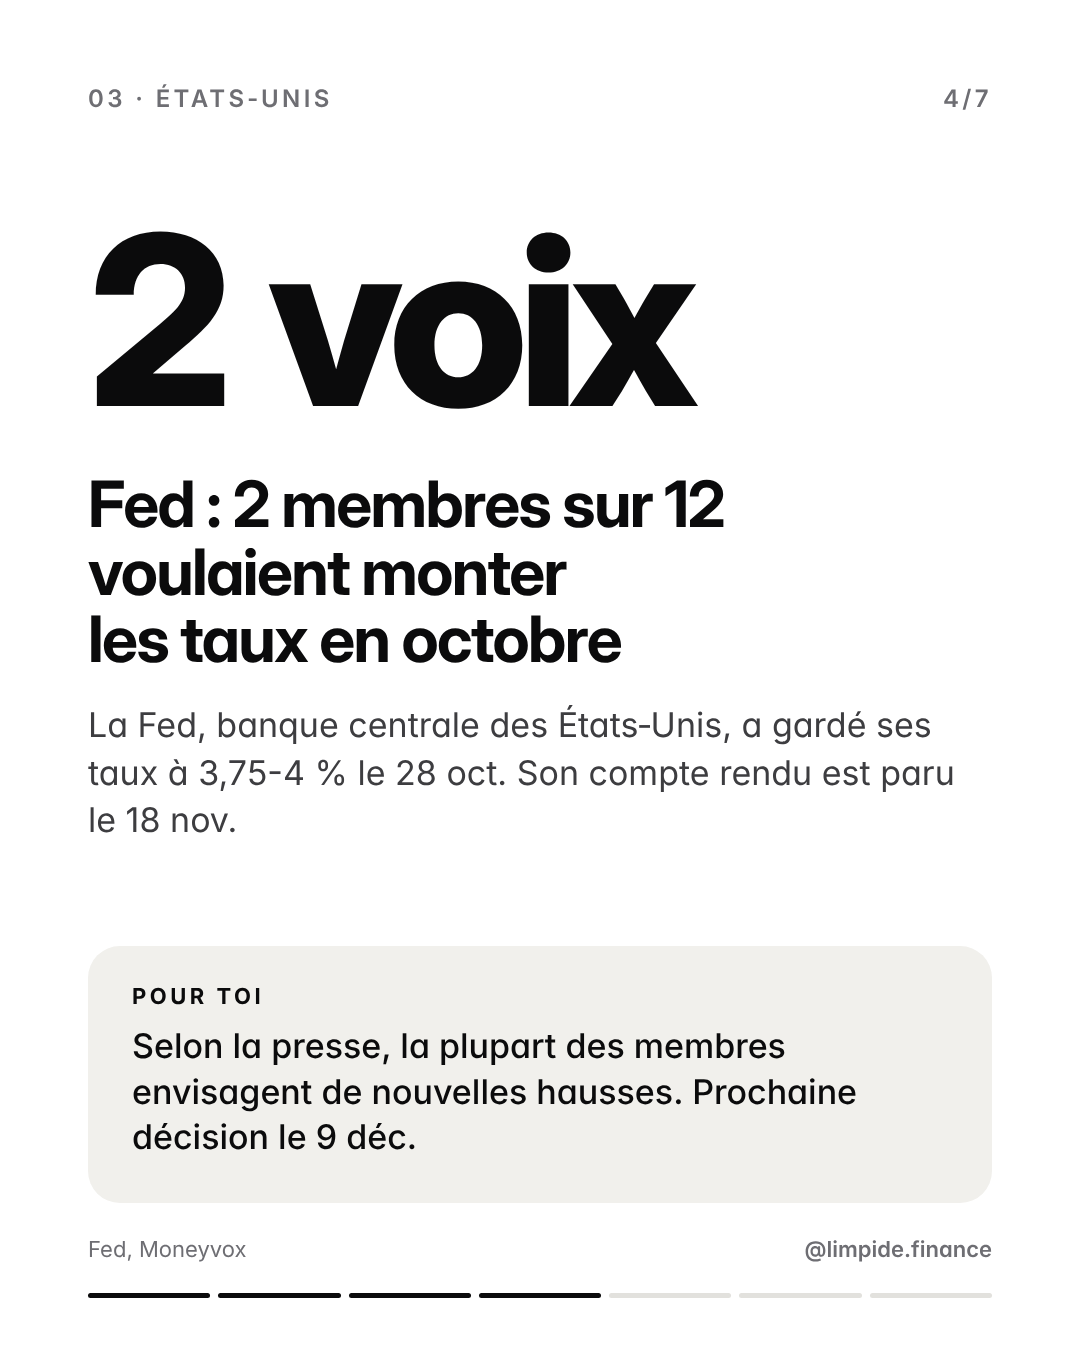 03 · ÉTATS-UNIS
4/7
2 voix
Fed : 2 membres sur 12
voulaient monter
les taux en octobre
La Fed, banque centrale des États-Unis, a gardé ses
taux à 3,75-4 % le 28 oct. Son compte rendu est paru
le 18 nov.
POUR TOI
Selon la presse, la plupart des membres
envisagent de nouvelles hausses. Prochaine
décision le 9 déc.
Fed, Moneyvox
@limpide.finance